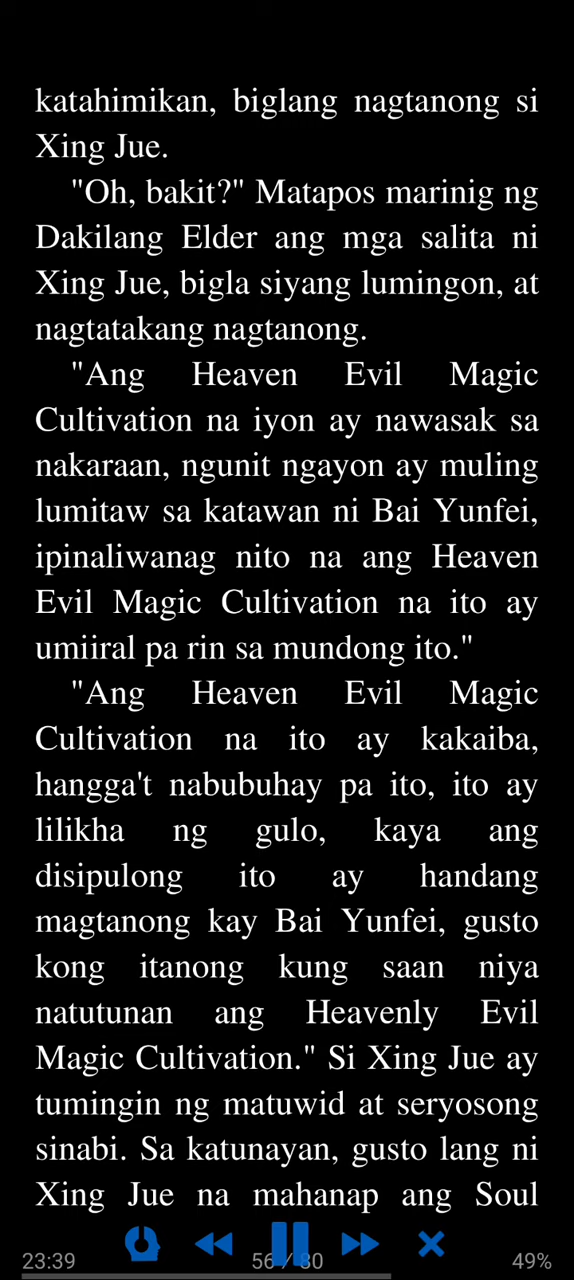 katahimikan, biglang nagtanong si
Xing Jue.
"Oh, bakit?" Matapos marinig ng
Dakilang Elder ang mga salita ni
Xing Jue, bigla siyang lumingon, at
nagtatakang nagtanong.
"Ang Heaven Evil Magic
Cultivation na iyon ay nawasak sa
nakaraan, ngunit ngayon ay muling
lumitaw sa katawan ni Bai Yunfei,
ipinaliwanag nito na ang Heaven
Evil Magic Cultivation na ito ay
umiiral pa rin sa mundong ito."
"Ang Heaven Evil Magic
Cultivation na ito ay kakaiba,
hangga't nabubuhay pa ito, ito ay
lilikha ng gulo, kaya ang
disipulong ito ay handang
magtanong kay Bai Yunfei, gusto
kong itanong kung saan niya
natutunan ang Heavenly Evil
Magic Cultivation." Si Xing Jue ay
tumingin ng matuwid at seryosong
sinabi. Sa katunayan, gusto lang ni
Xing Jue na mahanap ang Soul
23:39 56 / 80 49%